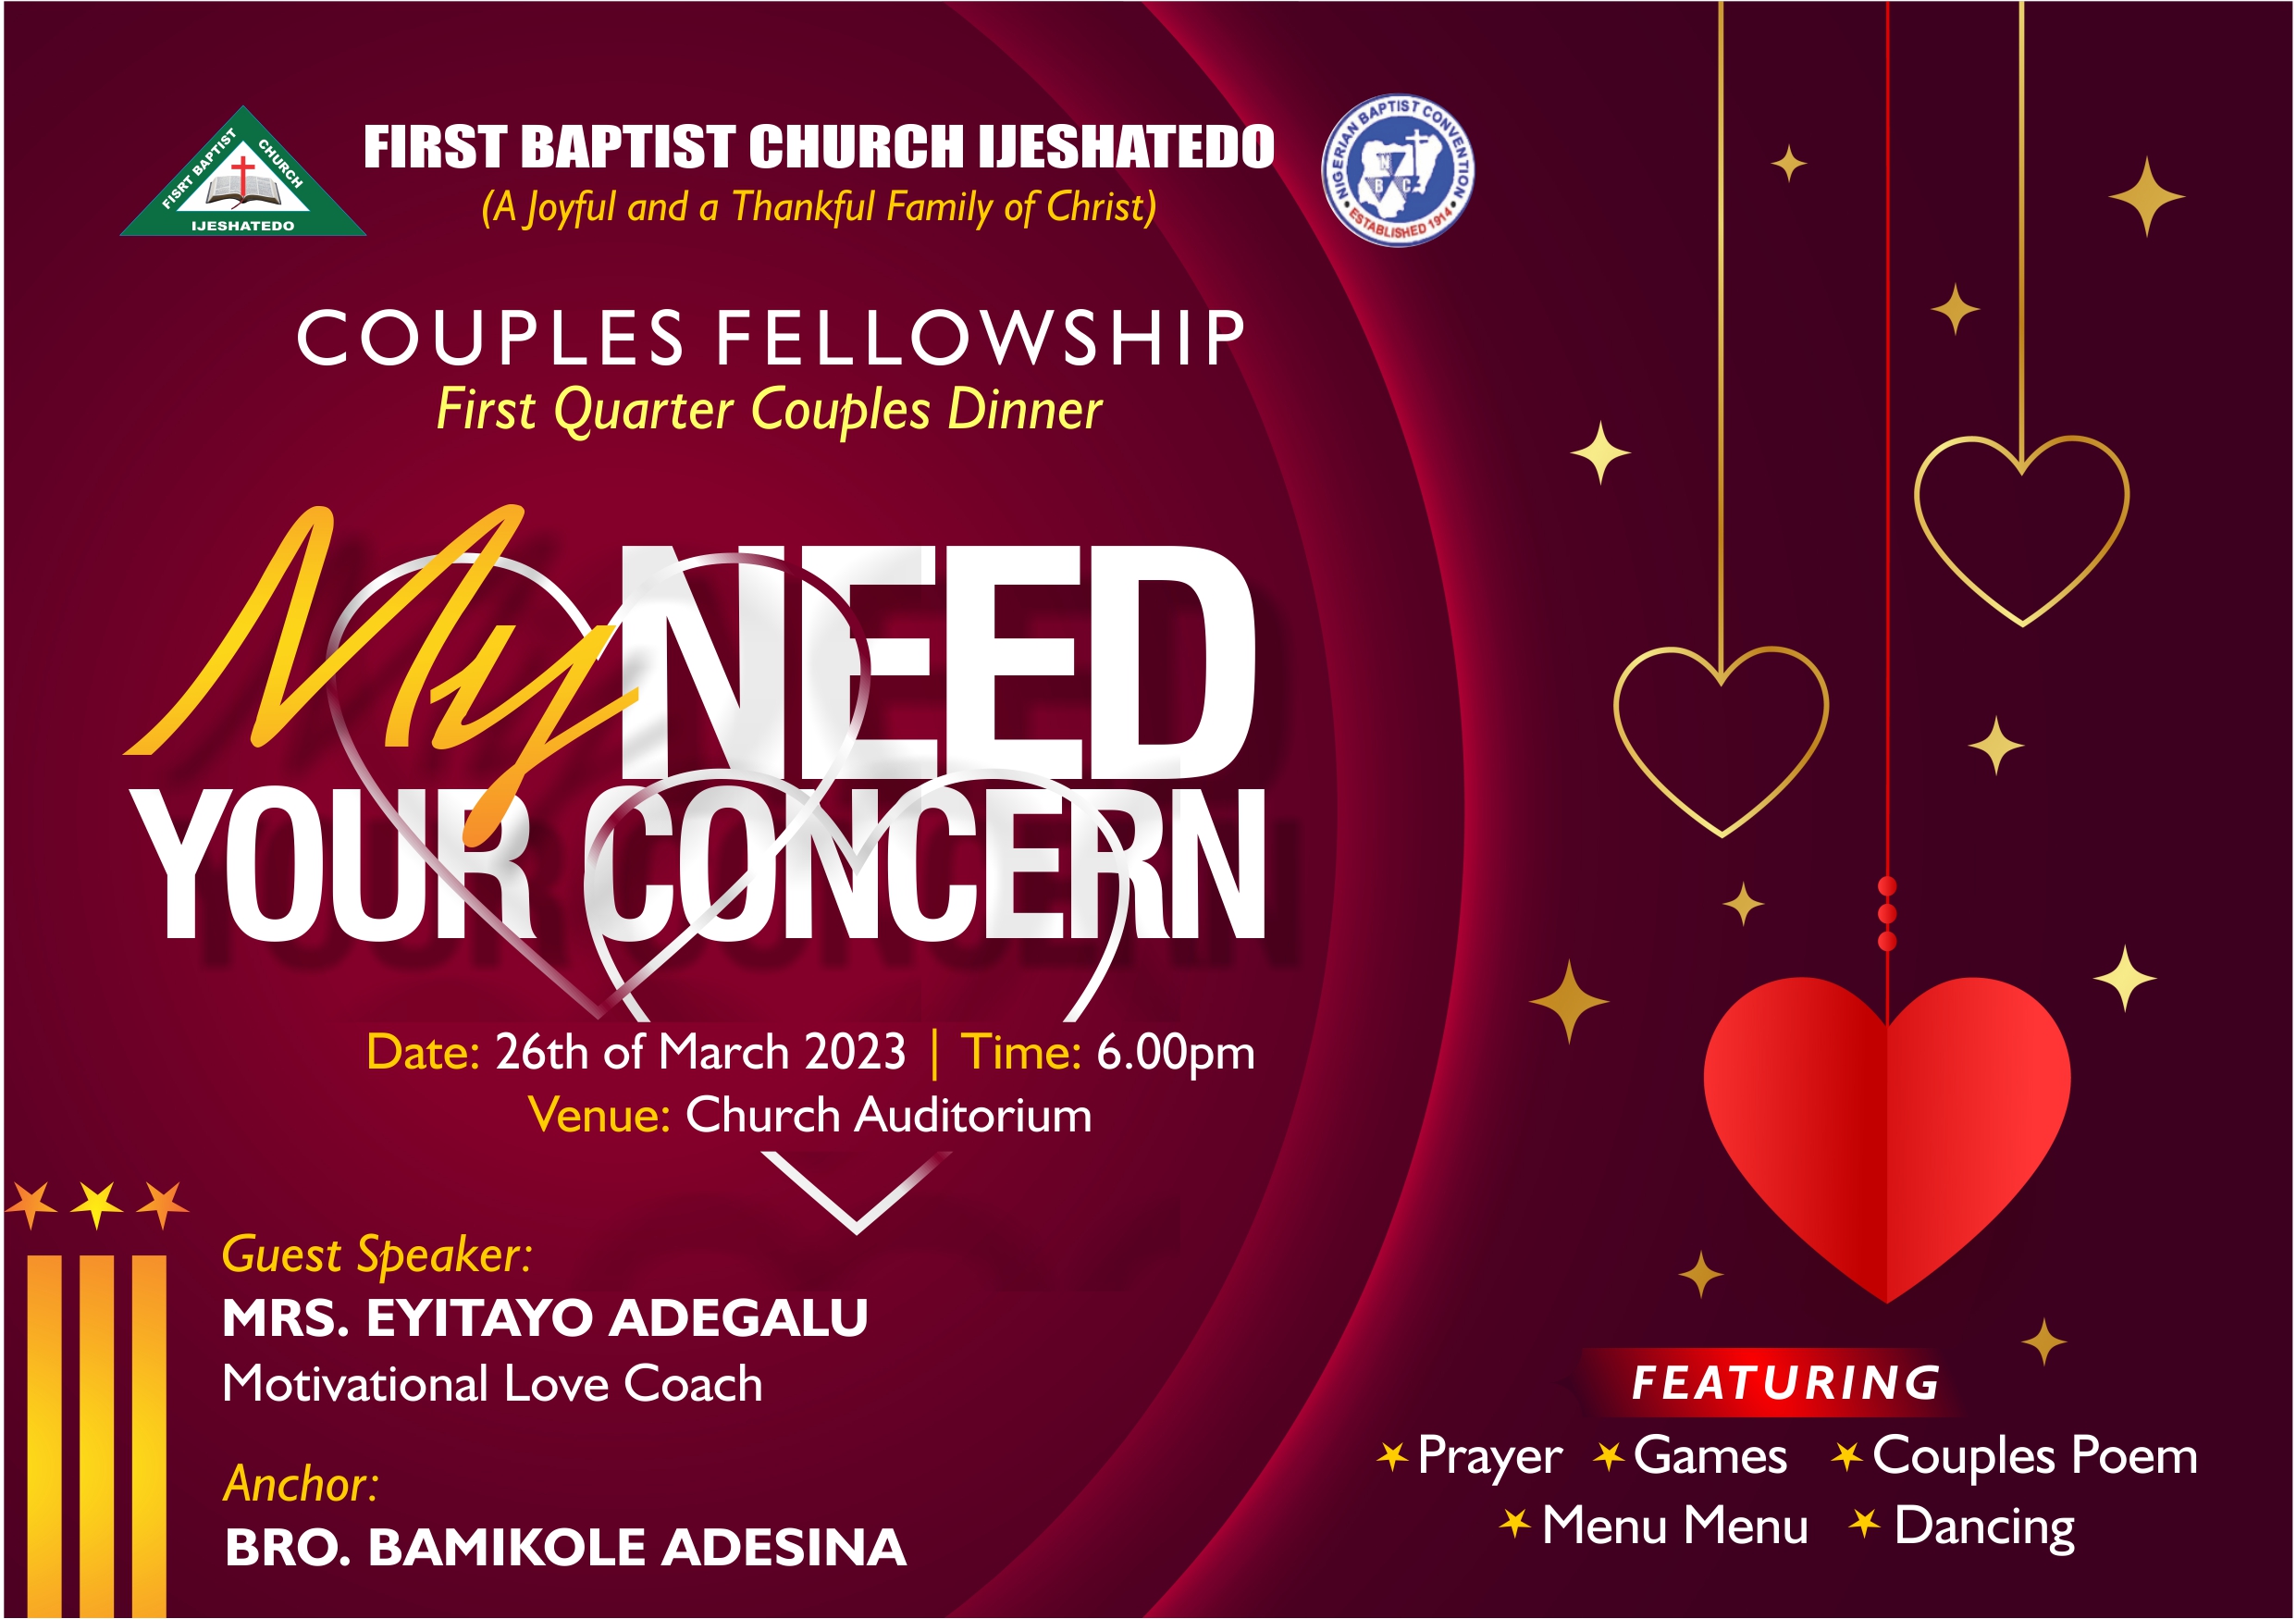 FISRT BAPTIST CHURCH
IJESHATEDO
FIRST BAPTIST CHURCH IJESHATEDO
(A Joyful and a Thankful Family of Christ)
NIGERIAN BAPTIST CONVENTION
N
B C
ESTABLISHED 1914
COUPLES FELLOWSHIP
First Quarter Couples Dinner
My NEED
YOUR CONCERN
Date: 26th of March 2023 | Time: 6.00pm
Venue: Church Auditorium
Guest Speaker:
MRS. EYITAYO ADEGALU
Motivational Love Coach
Anchor:
BRO. BAMIKOLE ADESINA
FEATURING
Prayer Games Couples Poem
Menu Menu Dancing